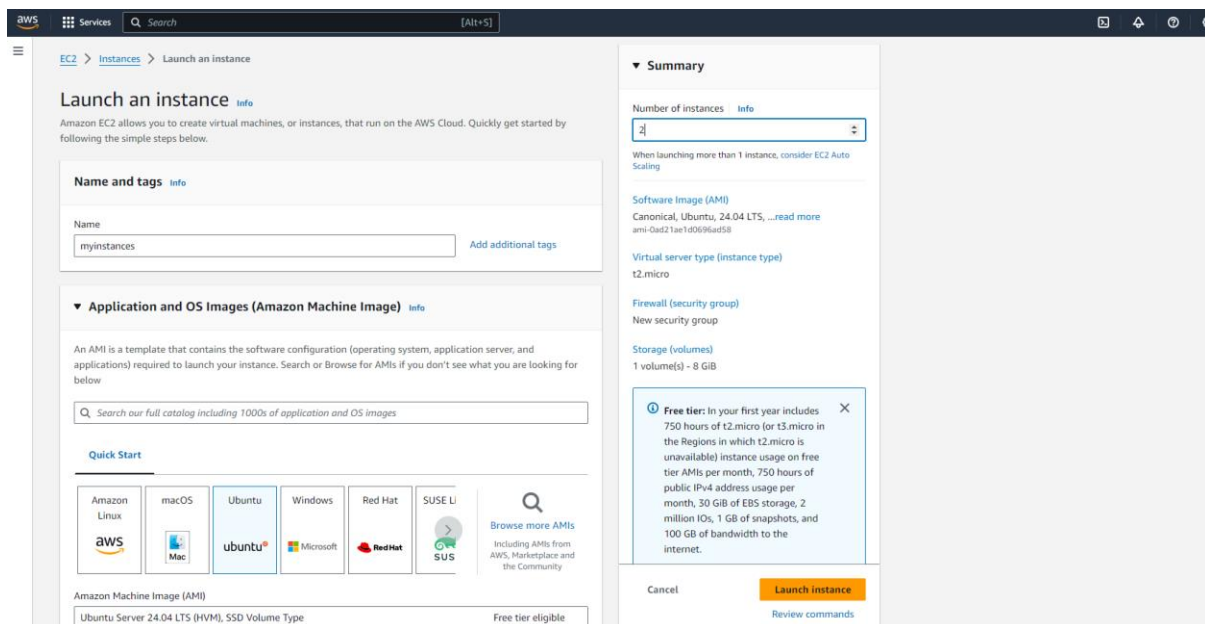 aws
Services
Search
[Alt+S]
EC2 > Instances > Launch an instance
Launch an instance Info
Amazon EC2 allows you to create virtual machines, or instances, that run on the AWS Cloud. Quickly get started by
following the simple steps below.
Name and tags Info
Name
myinstances
Add additional tags
Application and OS Images (Amazon Machine Image) Info
An AMI is a template that contains the software configuration (operating system, application server, and
applications) required to launch your instance. Search or Browse for AMIs if you don't see what you are looking for
below
Search our full catalog including 1000s of application and OS images
Quick Start
Amazon
Linux
aws
macOS
Mac
Ubuntu
ubuntu
Windows
Microsoft
Red Hat
RedHat
SUSE Li
SUS
Browse more AMIs
Including AMIs from
AWS, Marketplace and
the Community
Amazon Machine Image (AMI)
Ubuntu Server 24.04 LTS (HVM), SSD Volume Type
Free tier eligible
Summary
Number of instances Info
2
When launching more than 1 instance, consider EC2 Auto
Scaling
Software Image (AMI)
Canonical, Ubuntu, 24.04 LTS, ...read more
ami-0ad21ae1d0696ad58
Virtual server type (instance type)
t2.micro
Firewall (security group)
New security group
Storage (volumes)
1 volume(s) - 8 GiB
Free tier: In your first year includes
750 hours of t2.micro (or t3.micro in
the Regions in which t2.micro is
unavailable) instance usage on free
tier AMIs per month, 750 hours of
public IPv4 address usage per
month, 30 GiB of EBS storage, 2
million IOs, 1 GB of snapshots, and
100 GB of bandwidth to the
internet.
Cancel
Launch instance
Review commands